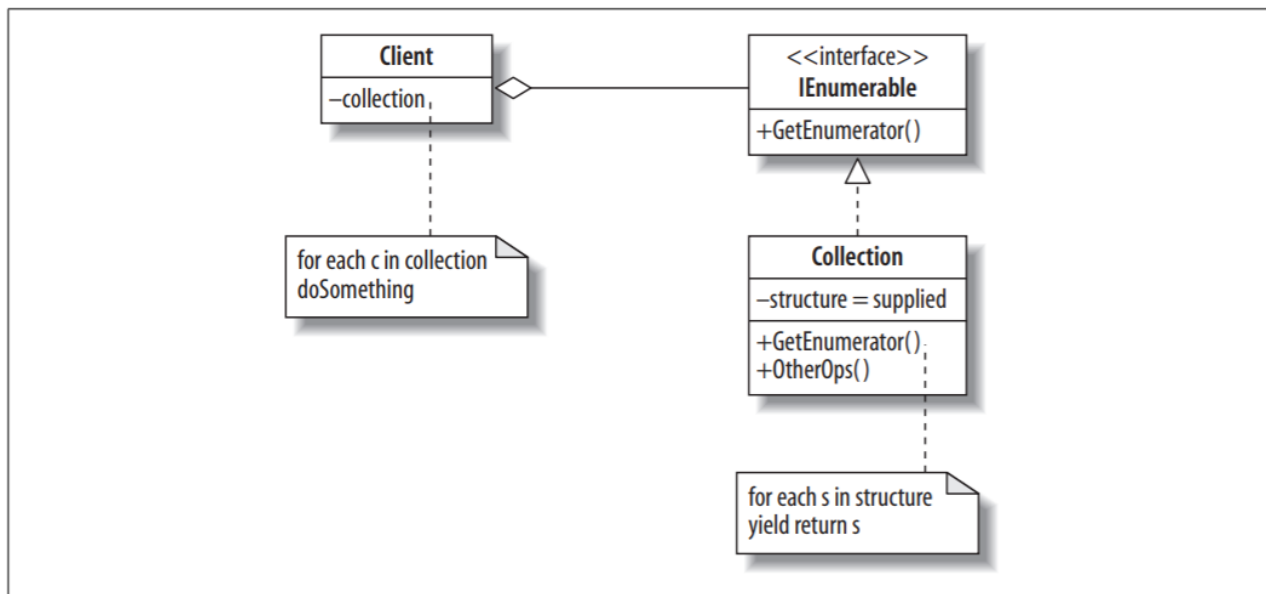 Client
–collection
<<interface>>
IEnumerable
+GetEnumerator()
for each c in collection
doSomething
Collection
–structure = supplied
+GetEnumerator()
+OtherOps()
for each s in structure
yield return s